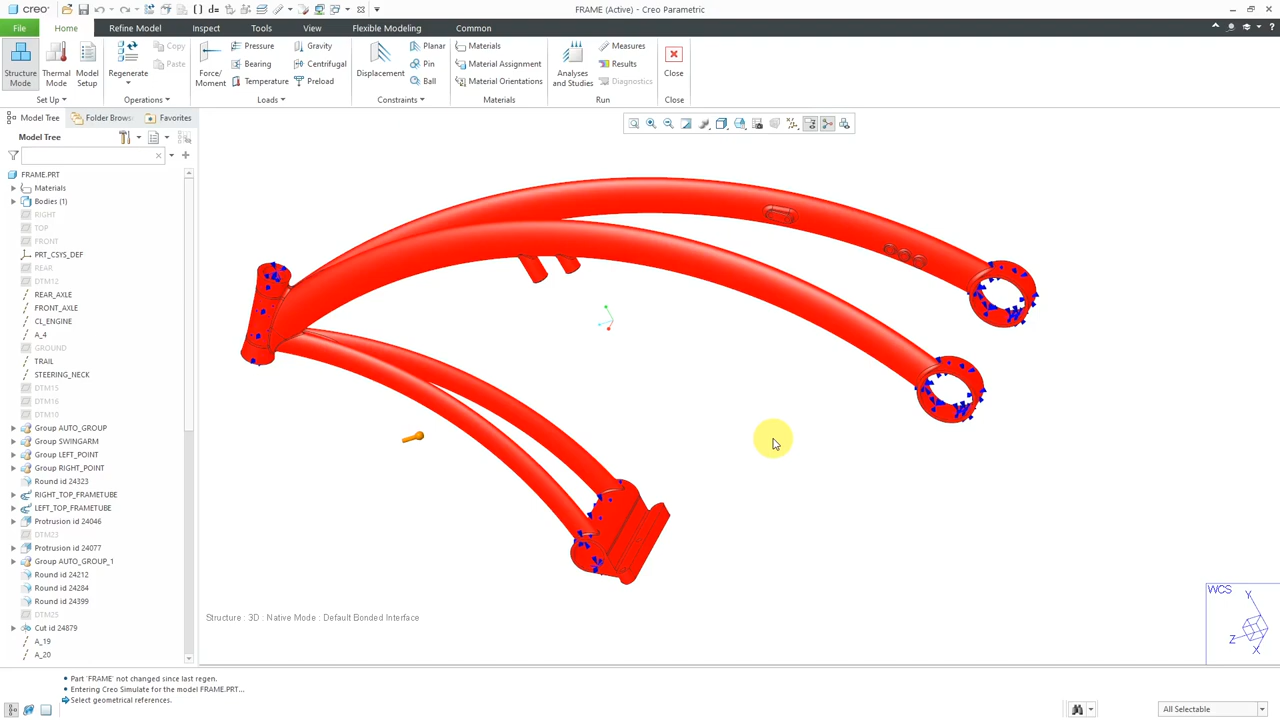 creo
FRAME (Active) - Creo Parametric
File Home Refine Model Inspect Tools View Flexible Modeling Common
Structure Mode
Thermal Mode
Model Setup
Set Up
Regenerate
Copy
Paste
Operations
Force/ Moment
Pressure
Bearing
Temperature
Gravity
Centrifugal
Preload
Loads
Displacement
Planar
Pin
Ball
Constraints
Materials
Material Assignment
Material Orientations
Materials
Analyses and Studies
Measures
Results
Diagnostics
Run
Close
Close
Model Tree Folder Brows Favorites
Model Tree
FRAME.PRT
Materials
Bodies (1)
RIGHT
TOP
FRONT
PRT_CSYS_DEF
REAR
DTM12
REAR_AXLE
FRONT_AXLE
CL_ENGINE
A_4
GROUND
TRAIL
STEERING_NECK
DTM15
DTM16
DTM10
Group AUTO_GROUP
Group SWINGARM
Group LEFT_POINT
Group RIGHT_POINT
Round id 24323
RIGHT_TOP_FRAMETUBE
LEFT_TOP_FRAMETUBE
Protrusion id 24046
DTM23
Protrusion id 24077
Group AUTO_GROUP_1
Round id 24212
Round id 24284
Round id 24399
DTM25
Cut id 24879
A_19
A_20
WCS
Y
Z
X
Structure : 3D : Native Mode : Default Bonded Interface
Part 'FRAME' not changed since last regen.
Entering Creo Simulate for the model FRAME.PRT...
Select geometrical references.
All Selectable